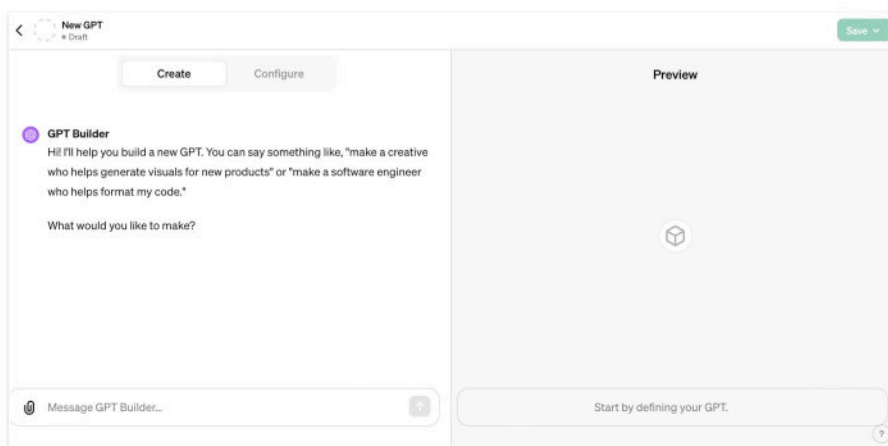 New GPT
Draft
Save
Create
Configure
Preview
GPT Builder
Hi! I'll help you build a new GPT. You can say something like, "make a creative
who helps generate visuals for new products" or "make a software engineer
who helps format my code."
What would you like to make?
Message GPT Builder...
Start by defining your GPT.
?